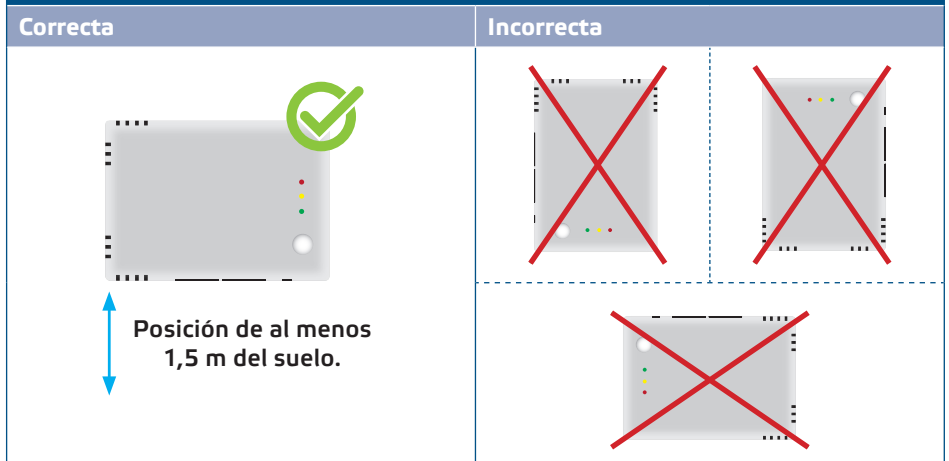 Correcta
Incorrecta
Posición de al menos
1,5 m del suelo.